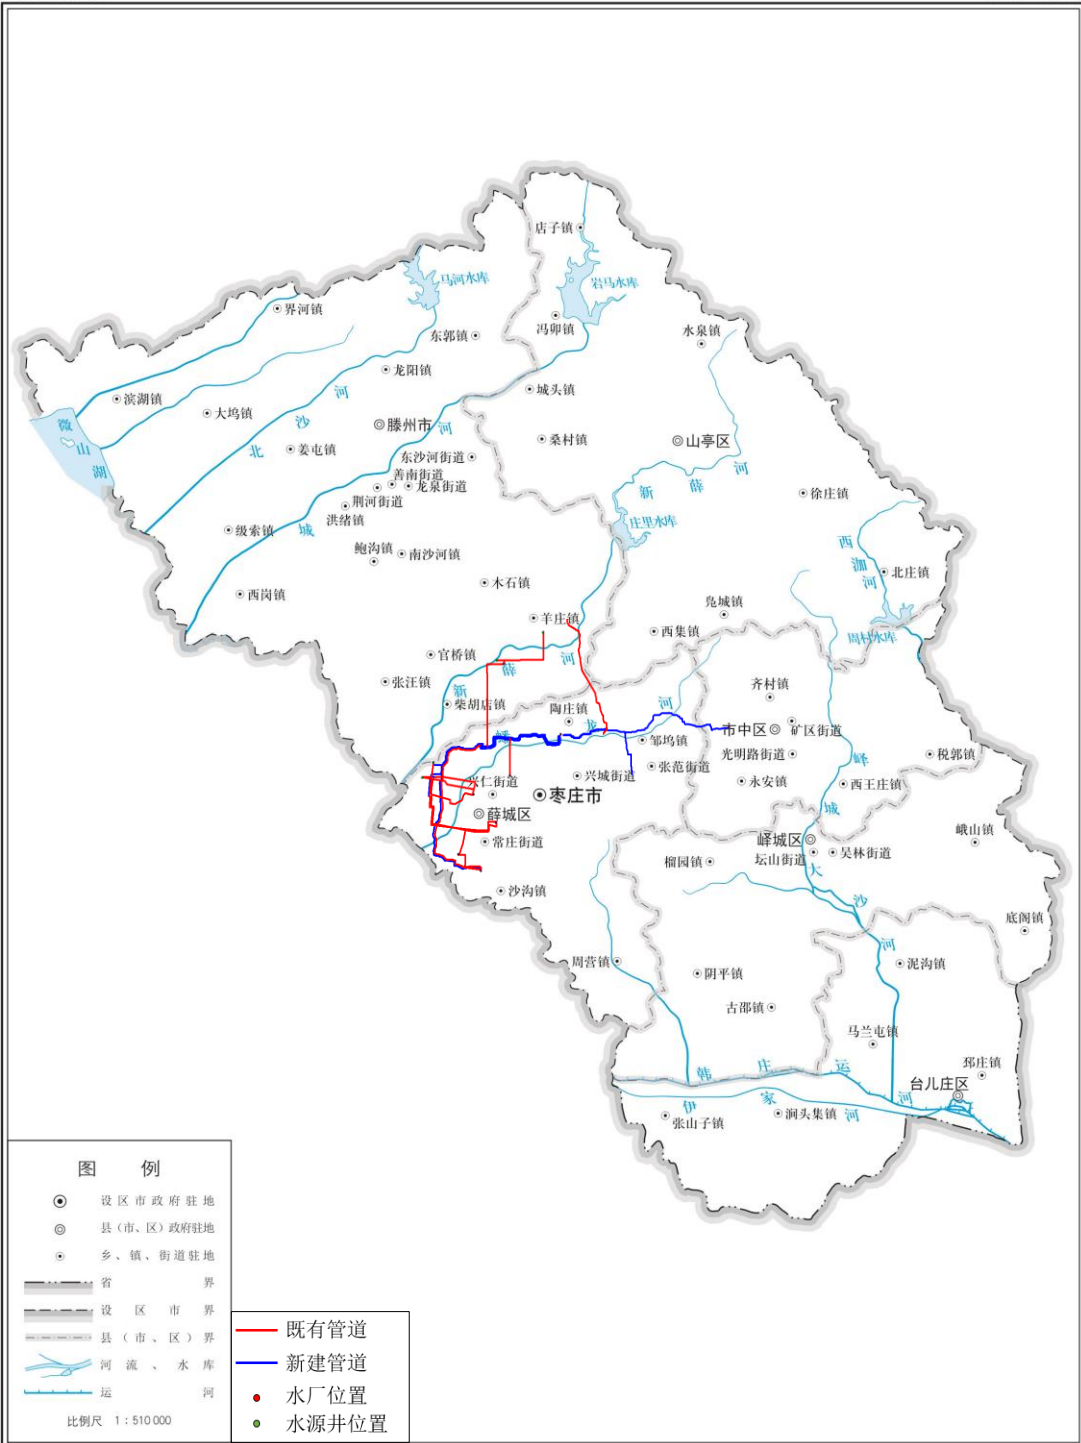 店子镇
马河水库
岩马水库
界河镇
冯卯镇
水泉镇
东郭镇
龙阳镇
滨湖镇
城头镇
大坞镇
北沙河
微山湖
滕州市
城河
桑村镇
山亭区
姜屯镇
东沙河街道
善南街道
龙泉街道
荆河街道
新薛河
徐庄镇
洪绪镇
级索镇
庄里水库
鲍沟镇
南沙河镇
西泇河
北庄镇
木石镇
西岗镇
凫城镇
羊庄镇
西集镇
周村水库
官桥镇
新薛河
张汪镇
齐村镇
柴胡店镇
陶庄镇
蟠龙河
市中区
矿区街道
邹坞镇
光明路街道
税郭镇
张范街道
兴城街道
兴仁街道
永安镇
西王庄镇
枣庄市
薛城区
峄城大沙河
峄城区
峨山镇
常庄街道
榴园镇
坛山街道
吴林街道
沙沟镇
底阁镇
周营镇
阴平镇
泥沟镇
古邵镇
马兰屯镇
韩庄运河
邳庄镇
台儿庄区
伊家河
张山子镇
涧头集镇
图 例
设区市政府驻地
县（市、区）政府驻地
乡、镇、街道驻地
省界
设区市界
县（市、区）界
河流、水库
运河
比例尺 1：510 000
既有管道
新建管道
水厂位置
水源井位置